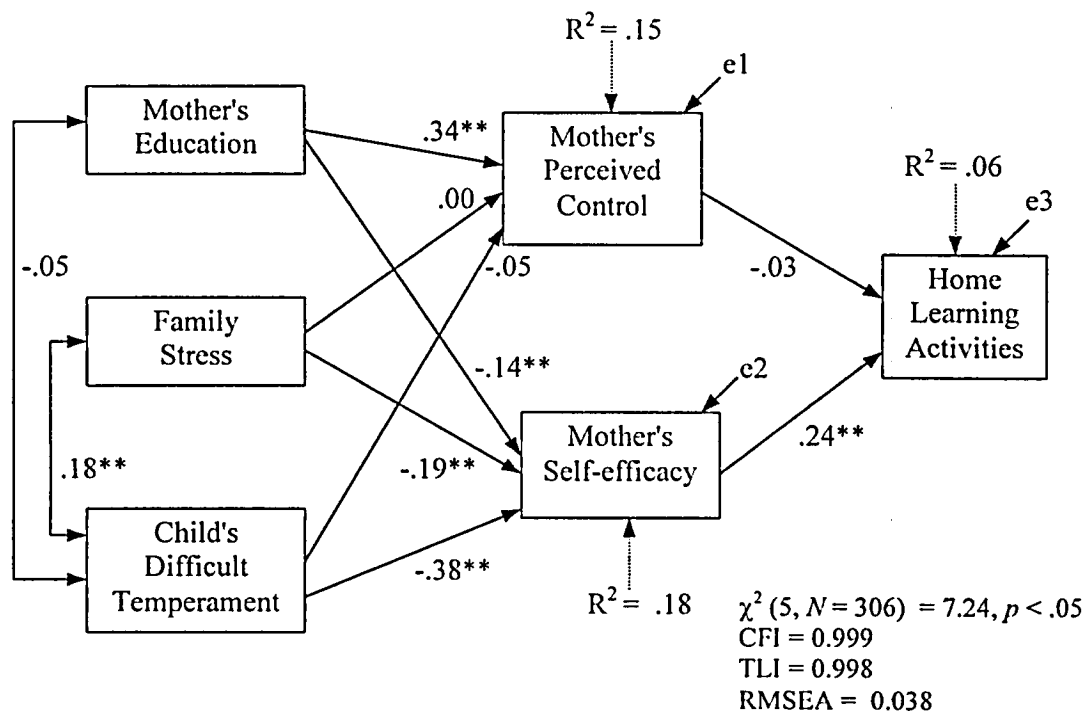 R² = .15
e1
Mother's
Education
.34**
Mother's
Perceived
Control
R² = .06
e3
.00
-.05
-.05
-.03
Home
Learning
Activities
Family
Stress
-.14**
e2
Mother's
Self-efficacy
.24**
.18**
-.19**
Child's
Difficult
Temperament
-.38**
R² = .18
χ² (5, N = 306) = 7.24, p < .05
CFI = 0.999
TLI = 0.998
RMSEA = 0.038